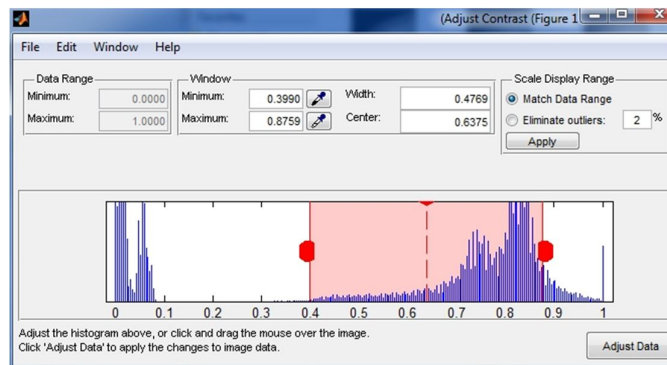 (Adjust Contrast (Figure 1
File Edit Window Help
Data Range
Minimum: 0.0000
Maximum: 1.0000
Window
Minimum: 0.3990
Maximum: 0.8759
Width: 0.4769
Center: 0.6375
Scale Display Range
Match Data Range
Eliminate outliers: 2 %
Apply
0 0.1 0.2 0.3 0.4 0.5 0.6 0.7 0.8 0.9 1
Adjust the histogram above, or click and drag the mouse over the image.
Click 'Adjust Data' to apply the changes to image data.
Adjust Data